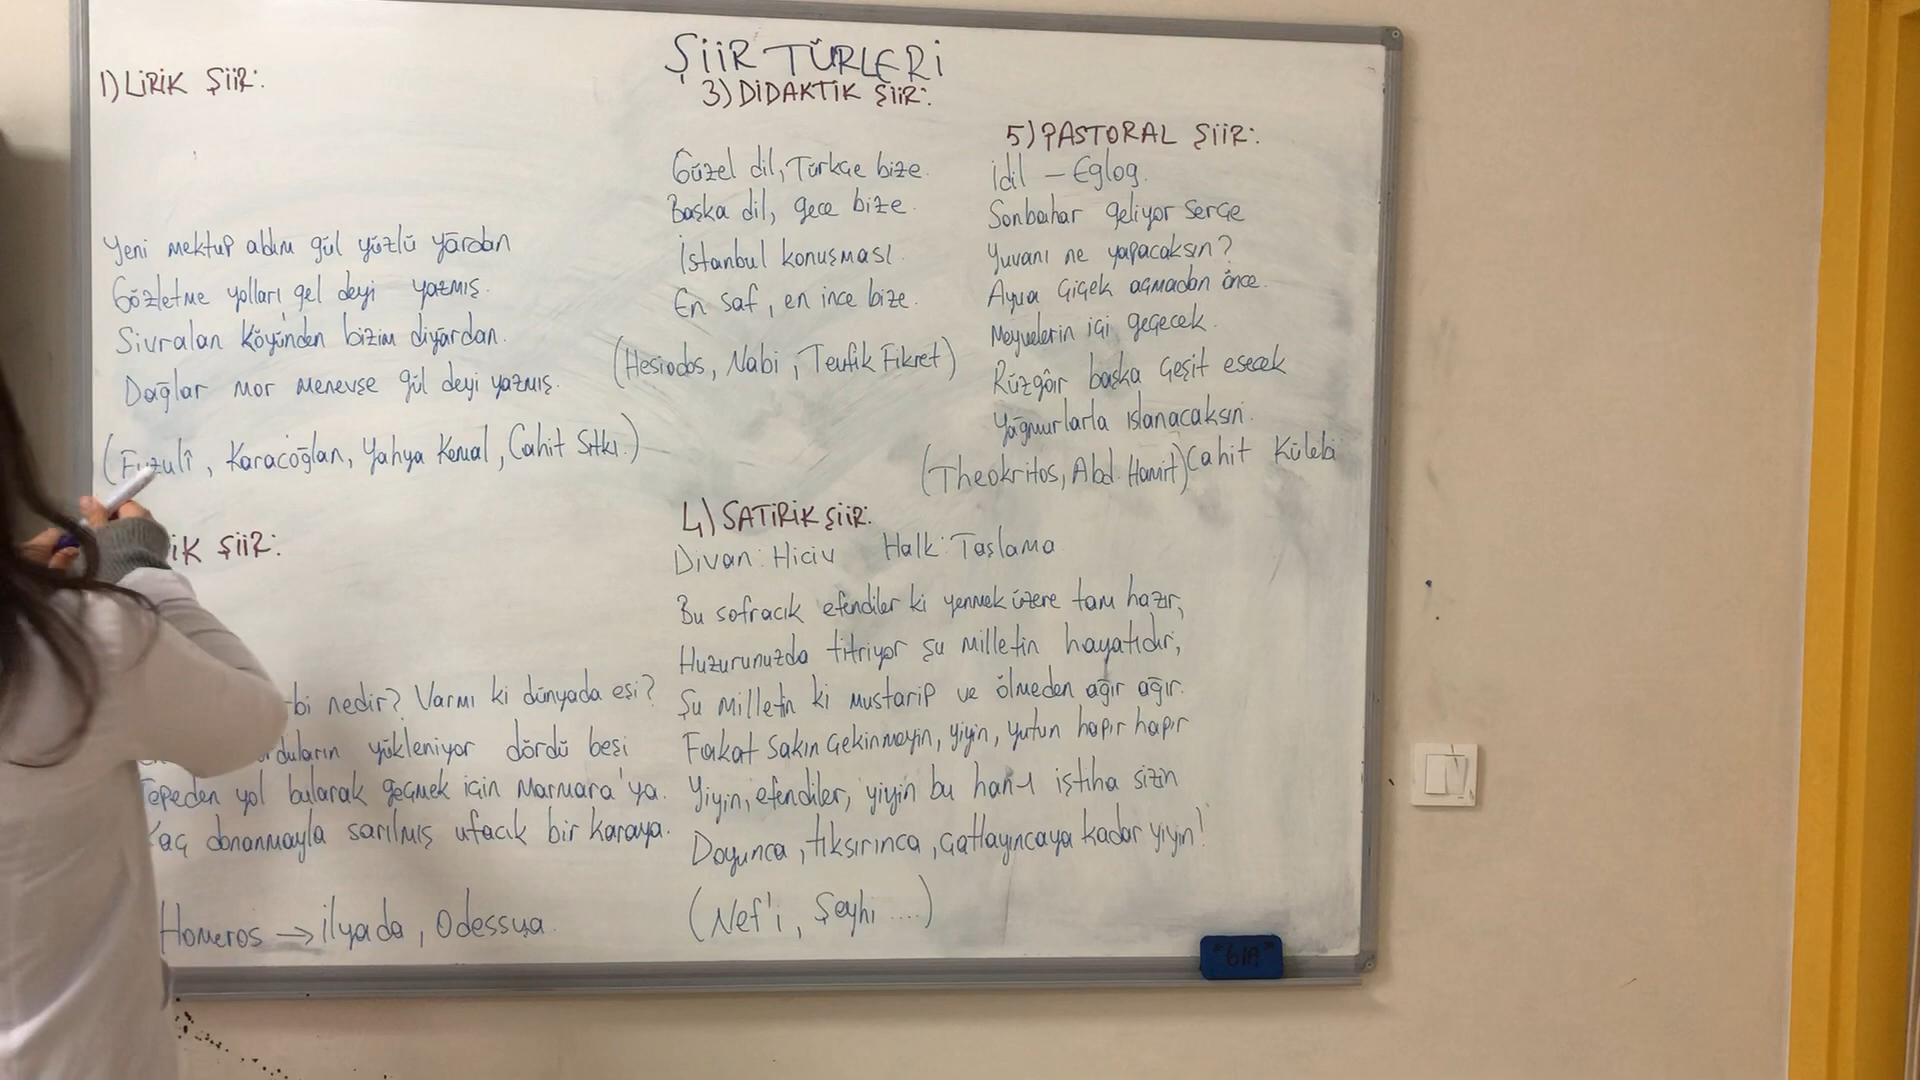 ŞİİR TÜRLERİ
1) LİRİK ŞİİR:
Yeni mektup aldım gül yüzlü yârdan
Gözletme yolları, gel deyi yazmış.
Sivralan Köyünden bizim diyârdan.
Dağlar mor menevşe gül deyi yazmış.
(Fuzulî, Karacoğlan, Yahya Kemal, Cahit Sıtkı.)
İK ŞİİR:
bi nedir? Varmı ki dünyada eşi?
orduların yükleniyor dördü beşi
Tepeden yol bularak geçmek için Marmara'ya.
Kaç donanmayla sarılmış ufacık bir karaya.
Homeros → İlyada, Odessya.
3) DİDAKTİK ŞİİR:
Güzel dil, Türkçe bize.
Başka dil, gece bize.
İstanbul konuşması.
En saf, en ince bize.
(Hesiodos, Nabi, Tevfik Fikret)
4) SATİRİK ŞİİR:
Divan: Hiciv Halk: Taşlama
Bu sofracık efendiler ki yenmek üzere tam hazır,
Huzurunuzda titriyor şu milletin hayatıdır,
Şu milletin ki mustarip ve ölmeden ağır ağır.
Fakat sakın çekinmeyin, yiyin, yutun hapır hapır
Yiyin, efendiler, yiyin bu han-ı iştiha sizin
Doyunca, tıksırınca, çatlayıncaya kadar yiyin!
(Nef'i, Şeyhi ....)
5) PASTORAL ŞİİR:
İdil – Eglog.
Sonbahar geliyor serçe
Yuvanı ne yapacaksın?
Ayva çiçek açmadan önce.
Meyvelerin içi geçecek.
Rüzgâr başka çeşit esecek
Yağmurlarla ıslanacaksın.
(Theokritos, Abd. Hamit) Cahit Külebi
"GIA"